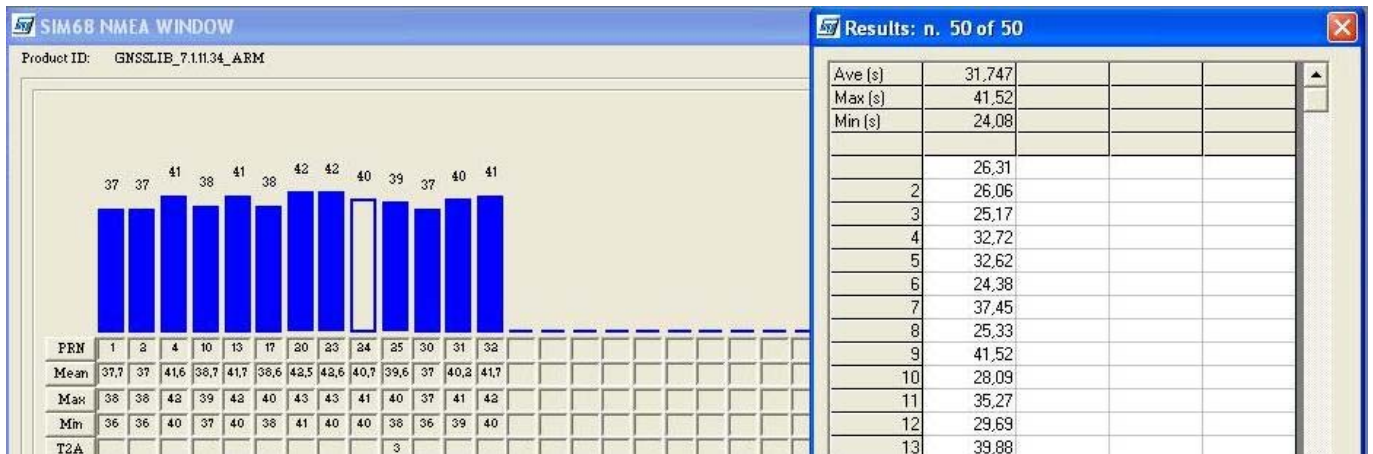 SIM68 NMEA WINDOW
Product ID: GNSSLIB_7.1.11.34_ARM
37 37 41 38 41 38 42 42 40 39 37 40 41
PRN 1 2 4 10 13 17 20 23 24 25 30 31 32
Mean 37,7 37 41,6 38,7 41,7 38,6 42,5 42,6 40,7 39,6 37 40,2 41,7
Max 38 38 42 39 42 40 43 43 41 40 37 41 42
Min 36 36 40 37 40 38 41 40 40 38 36 39 40
T2A 3
Results: n. 50 of 50
Ave (s) 31,747
Max (s) 41,52
Min (s) 24,08
26,31
2 26,06
3 25,17
4 32,72
5 32,62
6 24,38
7 37,45
8 25,33
9 41,52
10 28,09
11 35,27
12 29,69
13 39,88